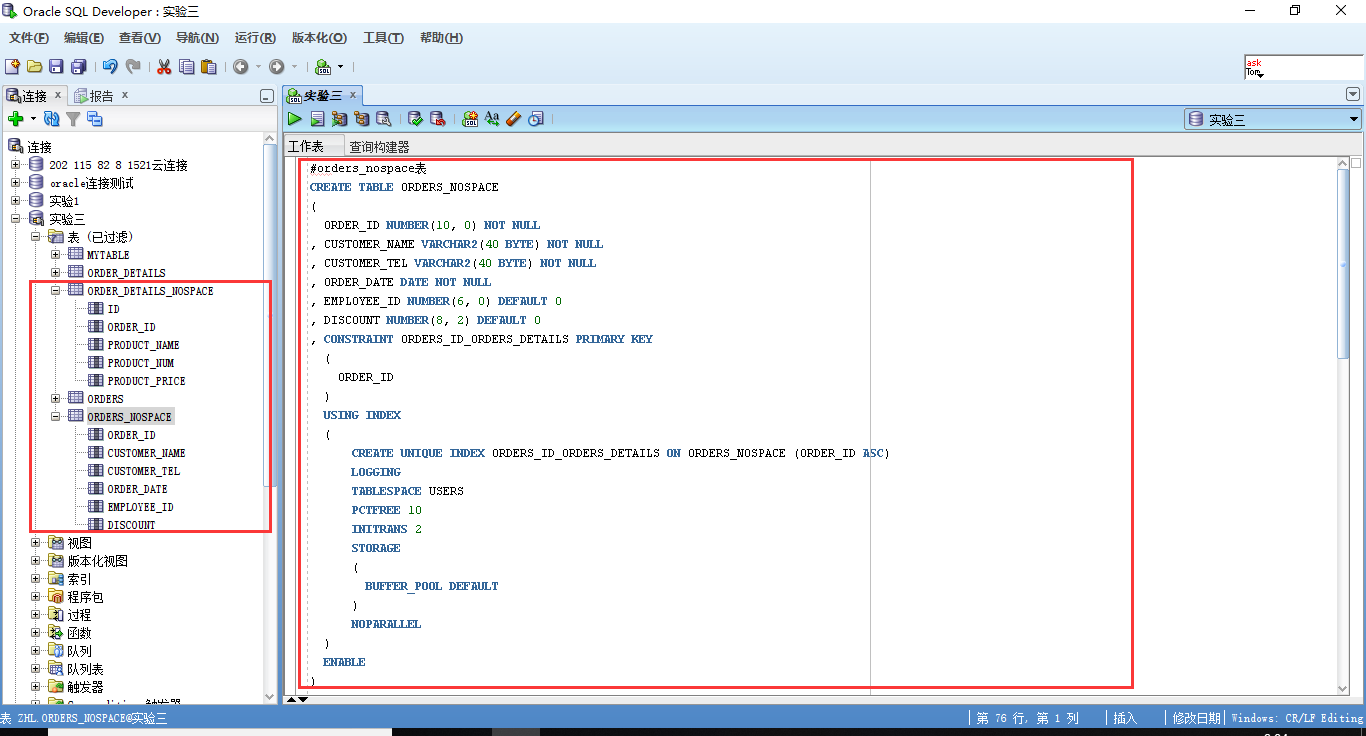 Oracle SQL Developer : 实验三
文件(F) 编辑(E) 查看(V) 导航(N) 运行(R) 版本化(O) 工具(T) 帮助(H)
ask
Tom
连接 x 报告 x
实验三 x
SQL
实验三
工作表 查询构建器
连接
202 115 82 8 1521云连接
oracle连接测试
实验1
实验三
表 (已过滤)
MYTABLE
ORDER_DETAILS
ORDER_DETAILS_NOSPACE
ID
ORDER_ID
PRODUCT_NAME
PRODUCT_NUM
PRODUCT_PRICE
ORDERS
ORDERS_NOSPACE
ORDER_ID
CUSTOMER_NAME
CUSTOMER_TEL
ORDER_DATE
EMPLOYEE_ID
DISCOUNT
视图
版本化视图
索引
程序包
过程
函数
队列
队列表
触发器
#orders_nospace表
CREATE TABLE ORDERS_NOSPACE
(
ORDER_ID NUMBER(10, 0) NOT NULL
, CUSTOMER_NAME VARCHAR2(40 BYTE) NOT NULL
, CUSTOMER_TEL VARCHAR2(40 BYTE) NOT NULL
, ORDER_DATE DATE NOT NULL
, EMPLOYEE_ID NUMBER(6, 0) DEFAULT 0
, DISCOUNT NUMBER(8, 2) DEFAULT 0
, CONSTRAINT ORDERS_ID_ORDERS_DETAILS PRIMARY KEY
(
ORDER_ID
)
USING INDEX
(
CREATE UNIQUE INDEX ORDERS_ID_ORDERS_DETAILS ON ORDERS_NOSPACE (ORDER_ID ASC)
LOGGING
TABLESPACE USERS
PCTFREE 10
INITRANS 2
STORAGE
(
BUFFER_POOL DEFAULT
)
NOPARALLEL
)
ENABLE
)
表 ZHL.ORDERS_NOSPACE@实验三
第 76 行, 第 1 列 插入 修改日期 Windows: CR/LF Editing